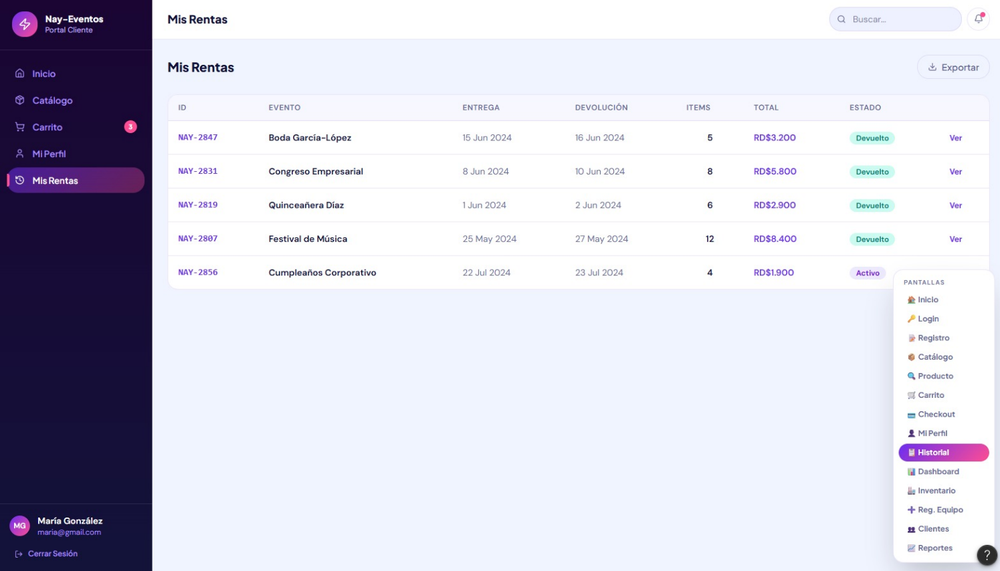 Nay-Eventos
Portal Cliente
Inicio
Catálogo
Carrito 3
Mi Perfil
Mis Rentas
MG María González
maria@gmail.com
Cerrar Sesión
Mis Rentas
Buscar...
Mis Rentas
Exportar
ID EVENTO ENTREGA DEVOLUCIÓN ITEMS TOTAL ESTADO
NAY-2847 Boda García-López 15 Jun 2024 16 Jun 2024 5 RD$3.200 Devuelto Ver
NAY-2831 Congreso Empresarial 8 Jun 2024 10 Jun 2024 8 RD$5.800 Devuelto Ver
NAY-2819 Quinceañera Díaz 1 Jun 2024 2 Jun 2024 6 RD$2.900 Devuelto Ver
NAY-2807 Festival de Música 25 May 2024 27 May 2024 12 RD$8.400 Devuelto Ver
NAY-2856 Cumpleaños Corporativo 22 Jul 2024 23 Jul 2024 4 RD$1.900 Activo
PANTALLAS
Inicio
Login
Registro
Catálogo
Producto
Carrito
Checkout
Mi Perfil
Historial
Dashboard
Inventario
Reg. Equipo
Clientes
Reportes
?